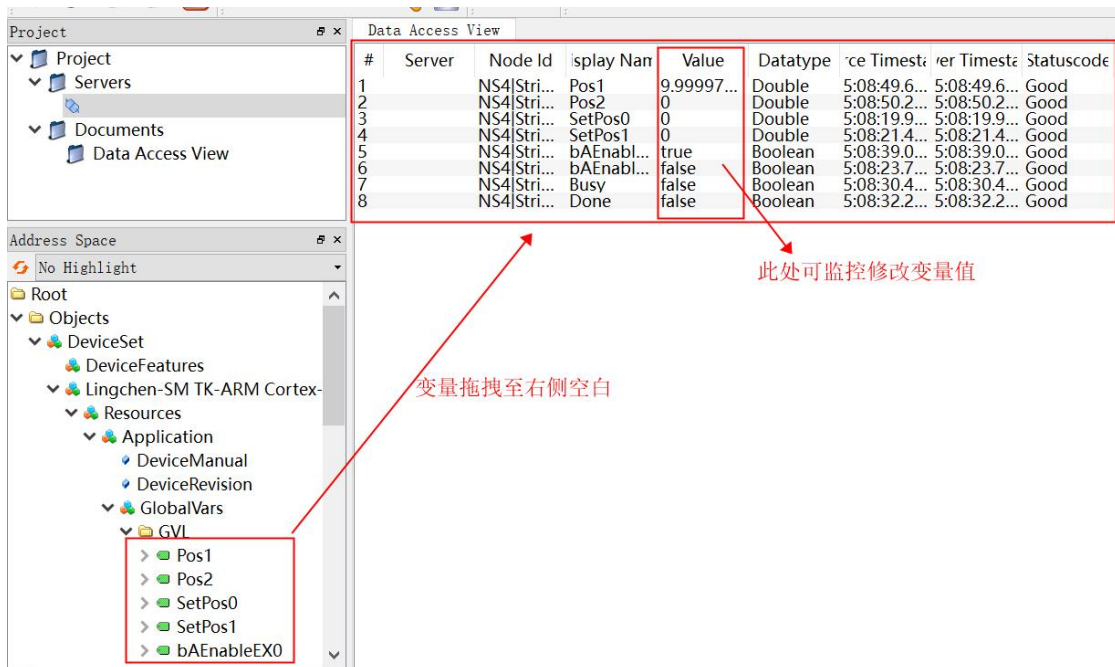 Project
Data Access View
Project
Servers
Documents
Data Access View
# Server Node Id isplay Nam Value Datatype rce Timesta er Timesta Statuscode
1 NS4|Stri... Pos1 9.99997... Double 5:08:49.6... 5:08:49.6... Good
2 NS4|Stri... Pos2 0 Double 5:08:50.2... 5:08:50.2... Good
3 NS4|Stri... SetPos0 0 Double 5:08:19.9... 5:08:19.9... Good
4 NS4|Stri... SetPos1 0 Double 5:08:21.4... 5:08:21.4... Good
5 NS4|Stri... bAEnabl... true Boolean 5:08:39.0... 5:08:39.0... Good
6 NS4|Stri... bAEnabl... false Boolean 5:08:23.7... 5:08:23.7... Good
7 NS4|Stri... Busy false Boolean 5:08:30.4... 5:08:30.4... Good
8 NS4|Stri... Done false Boolean 5:08:32.2... 5:08:32.2... Good
此处可监控修改变量值
变量拖拽至右侧空白
Address Space
No Highlight
Root
Objects
DeviceSet
DeviceFeatures
Lingchen-SM TK-ARM Cortex-
Resources
Application
DeviceManual
DeviceRevision
GlobalVars
GVL
Pos1
Pos2
SetPos0
SetPos1
bAEnableEX0